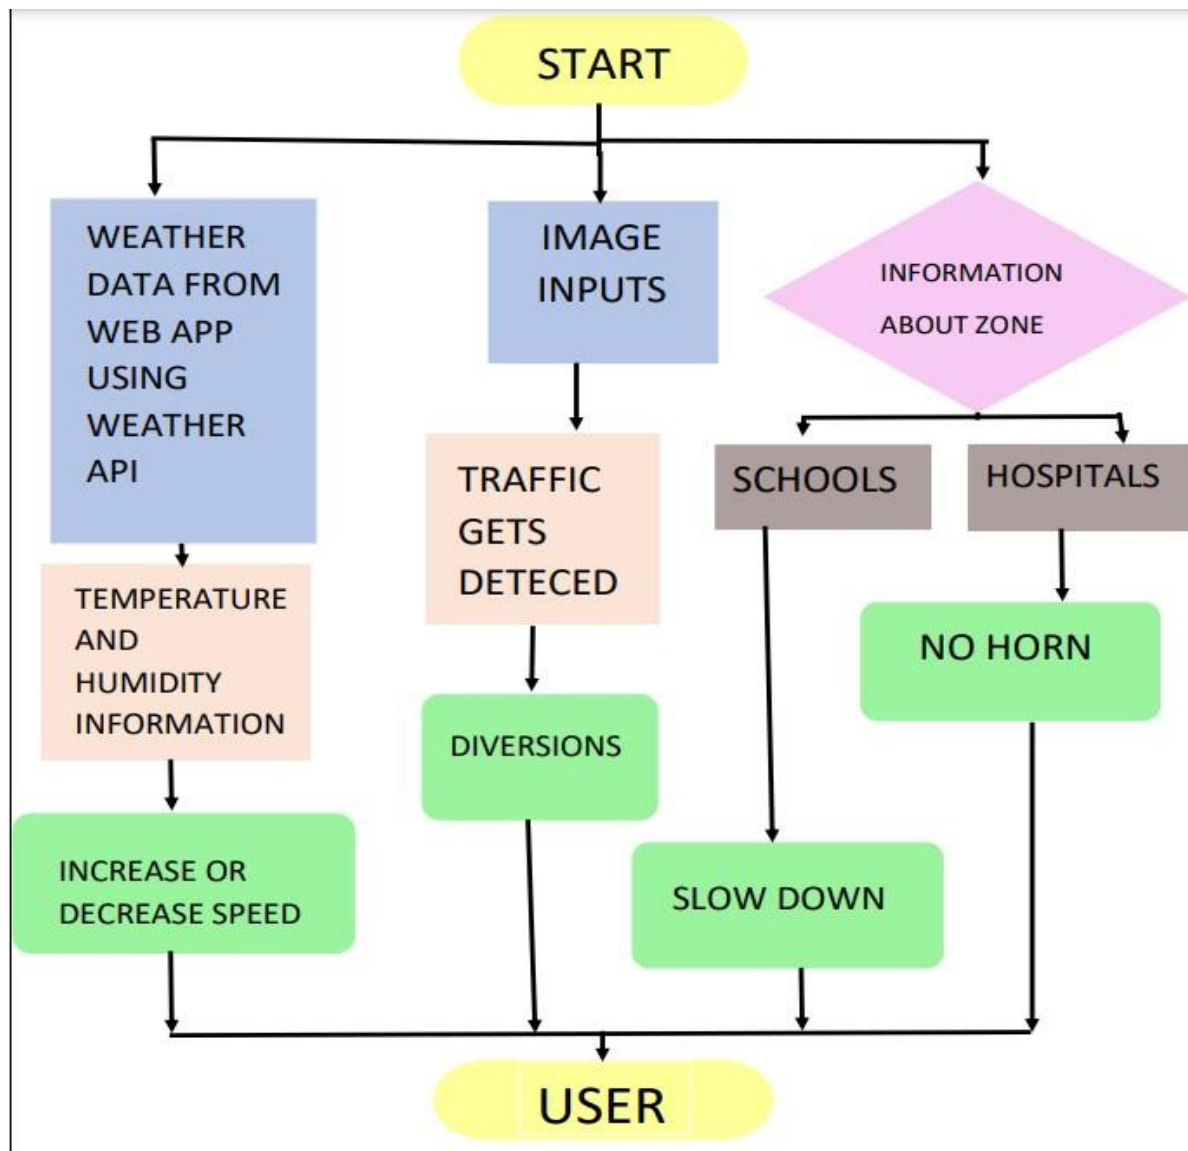 START
WEATHER
DATA FROM
WEB APP
USING
WEATHER
API
IMAGE
INPUTS
INFORMATION
ABOUT ZONE
TRAFFIC
GETS
DETECED
SCHOOLS
HOSPITALS
TEMPERATURE
AND
HUMIDITY
INFORMATION
NO HORN
DIVERSIONS
INCREASE OR
DECREASE SPEED
SLOW DOWN
USER